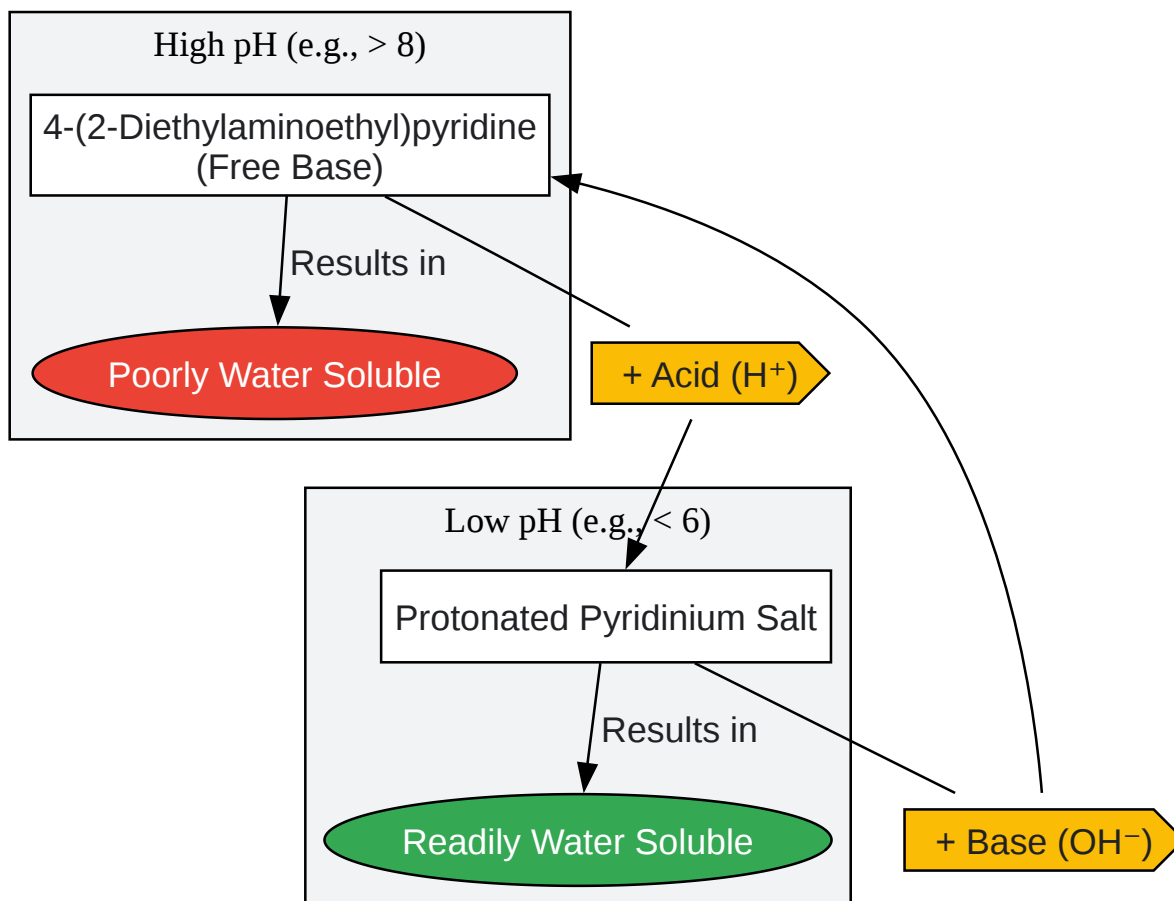 High pH (e.g., > 8)
4-(2-Diethylaminoethyl)pyridine
(Free Base)
Results in
Poorly Water Soluble
+ Acid (H⁺)
Low pH (e.g., < 6)
Protonated Pyridinium Salt
Results in
Readily Water Soluble
+ Base (OH⁻)